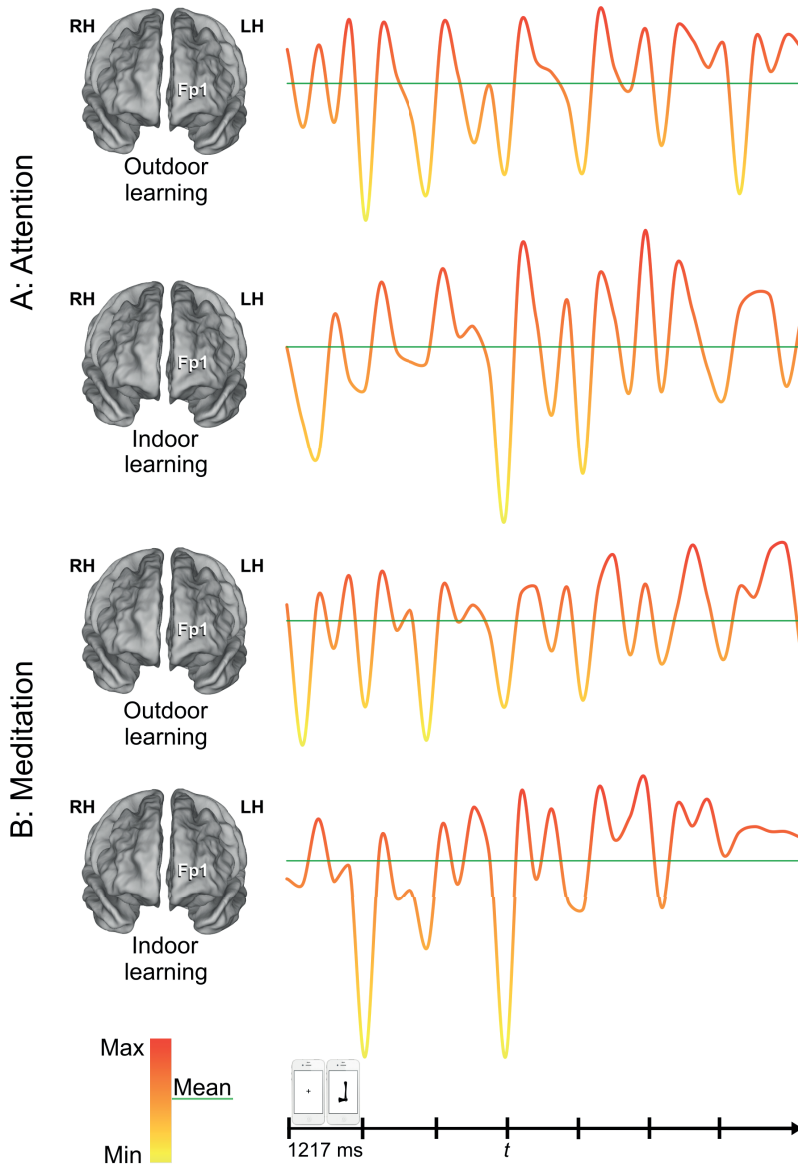 A: Attention
RH
LH
Fp1
Outdoor
learning
RH
LH
Fp1
Indoor
learning
B: Meditation
RH
LH
Fp1
Outdoor
learning
RH
LH
Fp1
Indoor
learning
Max
Mean
Min
+
1217 ms
t